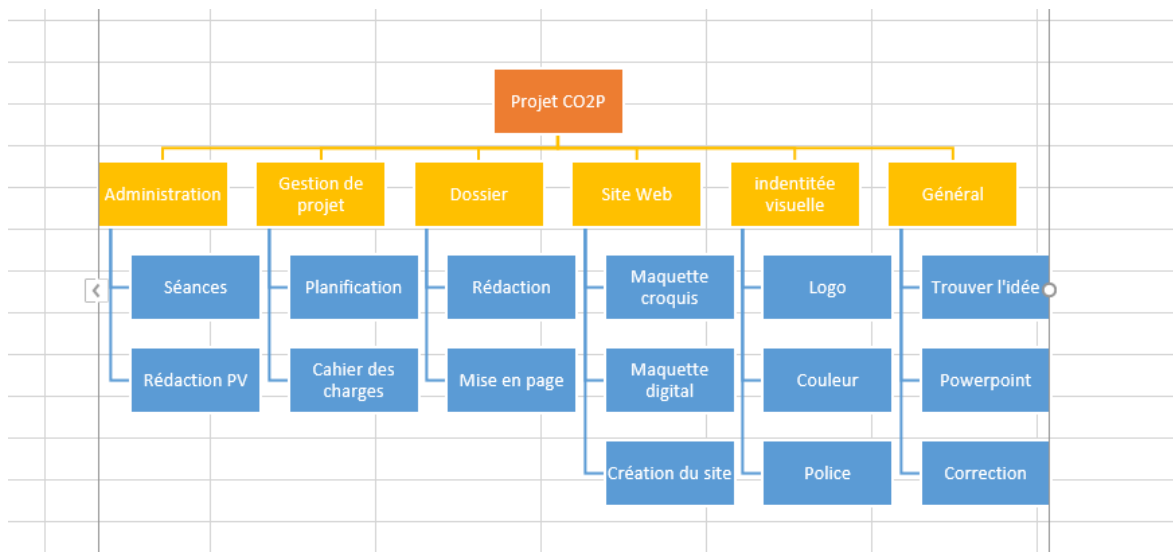 Projet CO2P
Administration
Gestion de
projet
Dossier
Site Web
indentitée
visuelle
Général
Séances
Planification
Rédaction
Maquette
croquis
Logo
Trouver l'idée
Rédaction PV
Cahier des
charges
Mise en page
Maquette
digital
Couleur
Powerpoint
Création du site
Police
Correction